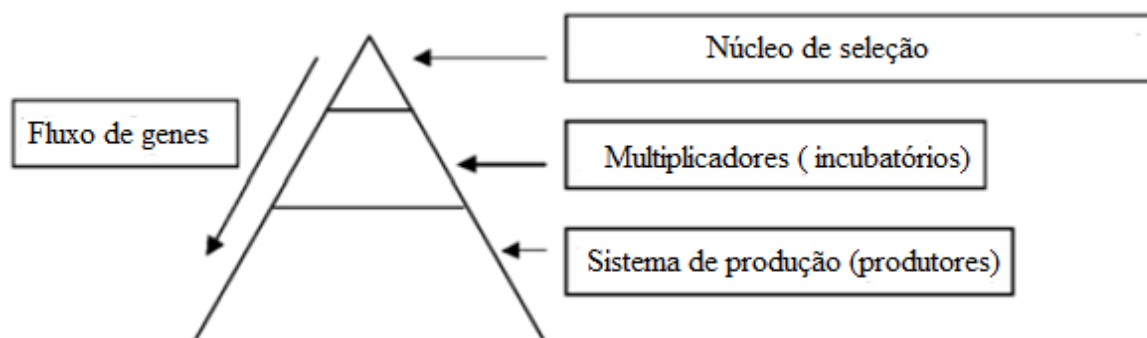 Núcleo de seleção
Fluxo de genes
Multiplicadores ( incubatórios)
Sistema de produção (produtores)